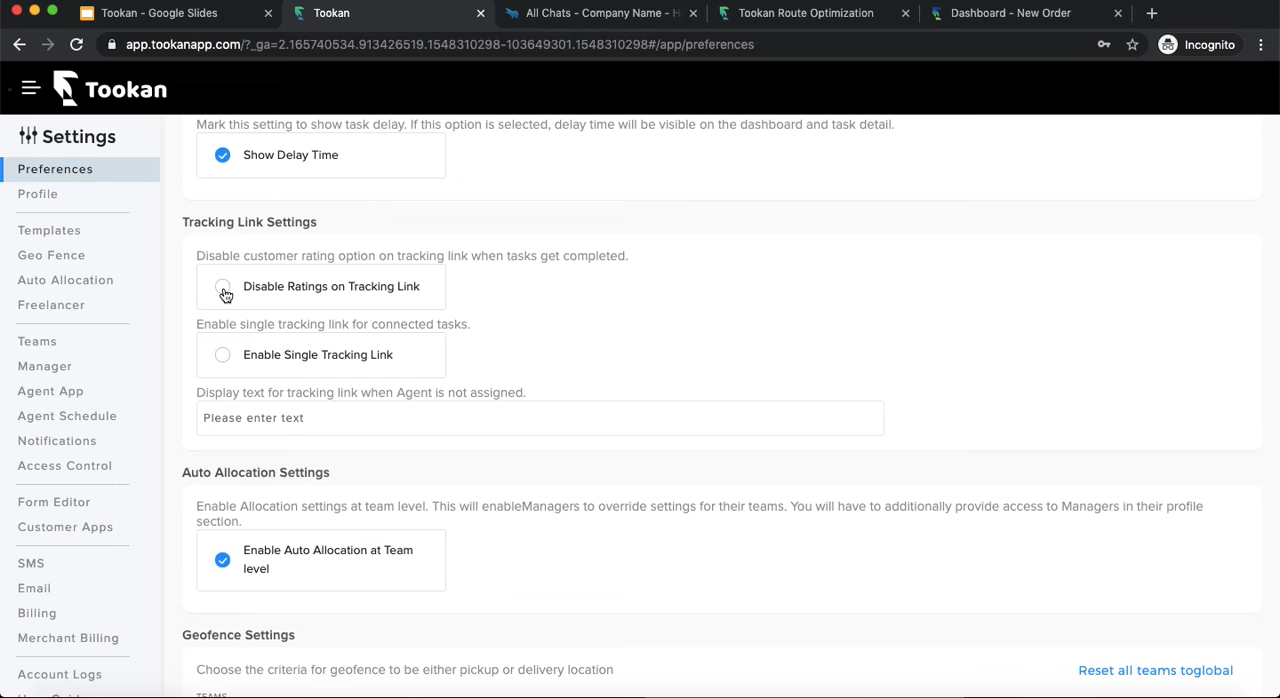 Tookan - Google Slides
Tookan
All Chats - Company Name - H
Tookan Route Optimization
Dashboard - New Order
app.tookanapp.com/?_ga=2.165740534.913426519.1548310298-103649301.1548310298#/app/preferences
Incognito
Tookan
Settings
Preferences
Profile
Templates
Geo Fence
Auto Allocation
Freelancer
Teams
Manager
Agent App
Agent Schedule
Notifications
Access Control
Form Editor
Customer Apps
SMS
Email
Billing
Merchant Billing
Account Logs
Mark this setting to show task delay. If this option is selected, delay time will be visible on the dashboard and task detail.
Show Delay Time
Tracking Link Settings
Disable customer rating option on tracking link when tasks get completed.
Disable Ratings on Tracking Link
Enable single tracking link for connected tasks.
Enable Single Tracking Link
Display text for tracking link when Agent is not assigned.
Please enter text
Auto Allocation Settings
Enable Allocation settings at team level. This will enableManagers to override settings for their teams. You will have to additionally provide access to Managers in their profile
section.
Enable Auto Allocation at Team
level
Geofence Settings
Choose the criteria for geofence to be either pickup or delivery location
Reset all teams toglobal
TEAMS